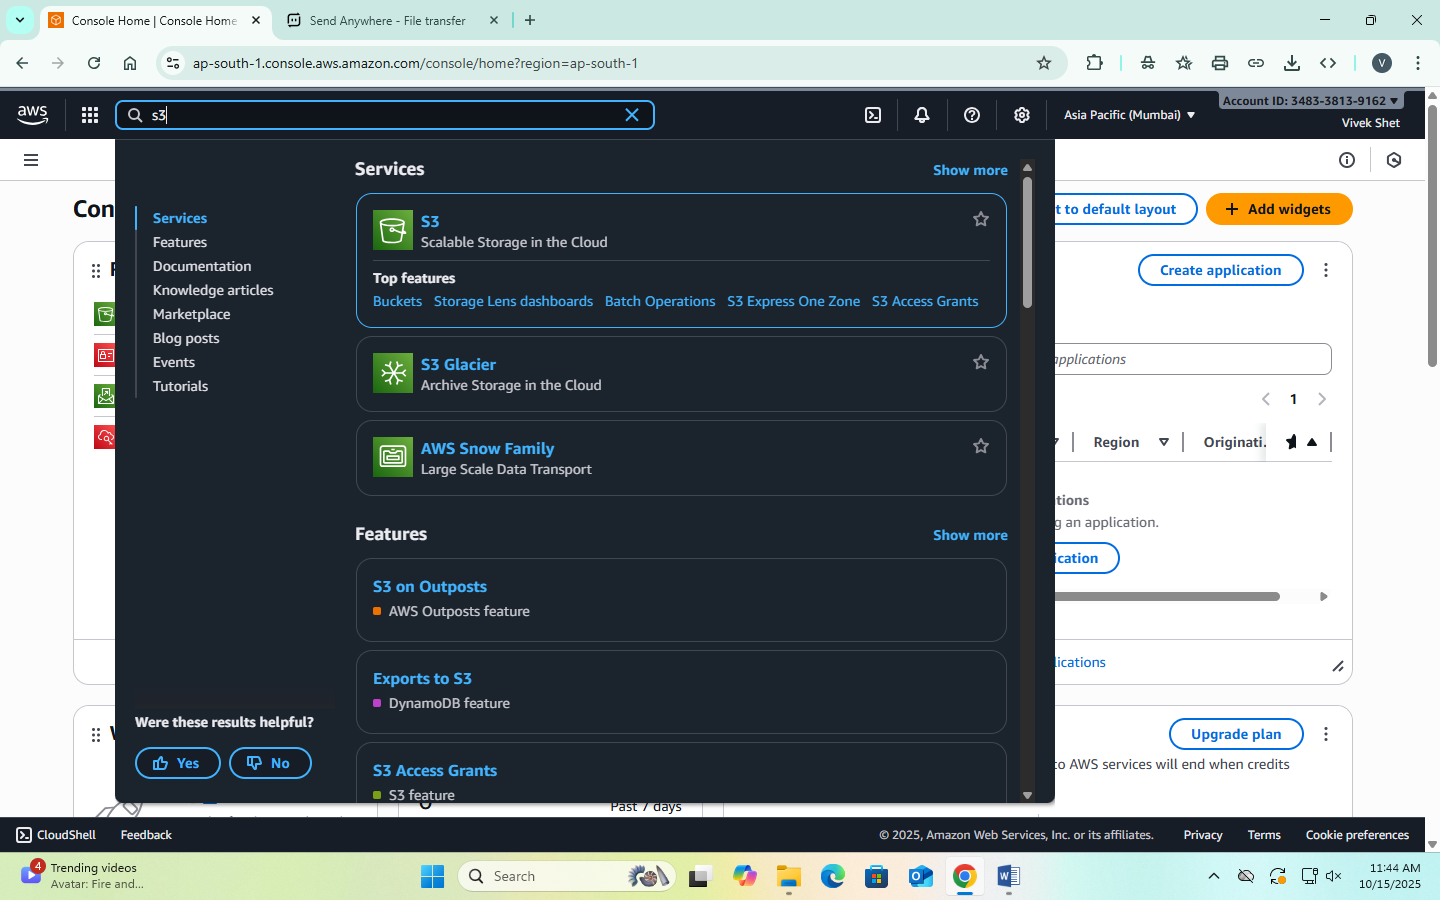 Console Home | Console Home
Send Anywhere - File transfer
ap-south-1.console.aws.amazon.com/console/home?region=ap-south-1
V
aws
s3
Asia Pacific (Mumbai)
Account ID: 3483-3813-9162
Vivek Shet
Con
t to default layout
Add widgets
Services
Features
Documentation
Knowledge articles
Marketplace
Blog posts
Events
Tutorials
Services
Show more
S3
Scalable Storage in the Cloud
Top features
Buckets Storage Lens dashboards Batch Operations S3 Express One Zone S3 Access Grants
S3 Glacier
Archive Storage in the Cloud
AWS Snow Family
Large Scale Data Transport
Features
Show more
S3 on Outposts
AWS Outposts feature
Exports to S3
DynamoDB feature
S3 Access Grants
S3 feature
Were these results helpful?
Yes
No
Create application
applications
1
Region
Originati.
tions
g an application.
ication
lications
Upgrade plan
to AWS services will end when credits
Past 7 days
CloudShell
Feedback
© 2025, Amazon Web Services, Inc. or its affiliates.
Privacy
Terms
Cookie preferences
4
Trending videos
Avatar: Fire and...
Search
11:44 AM
10/15/2025